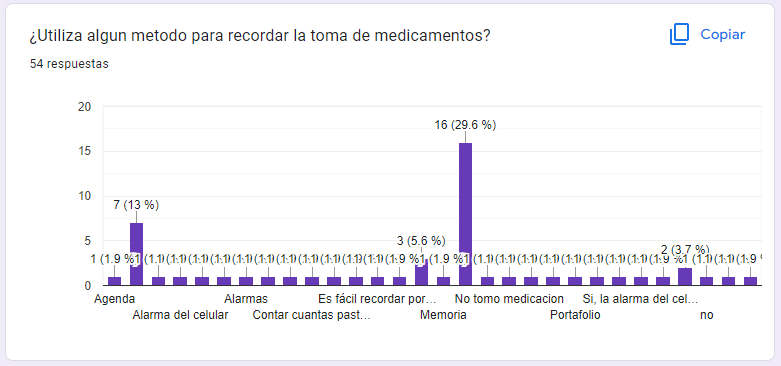 ¿Utiliza algun metodo para recordar la toma de medicamentos?
Copiar
54 respuestas
20
15
10
5
0
16 (29.6 %)
7 (13 %)
3 (5.6 %)
2 (3.7 %)
1 (1.9 %)
Agenda
Alarmas
Es fácil recordar por…
No tomo medicacion
Si, la alarma del cel…
Alarma del celular
Contar cuantas past…
Memoria
Portafolio
no